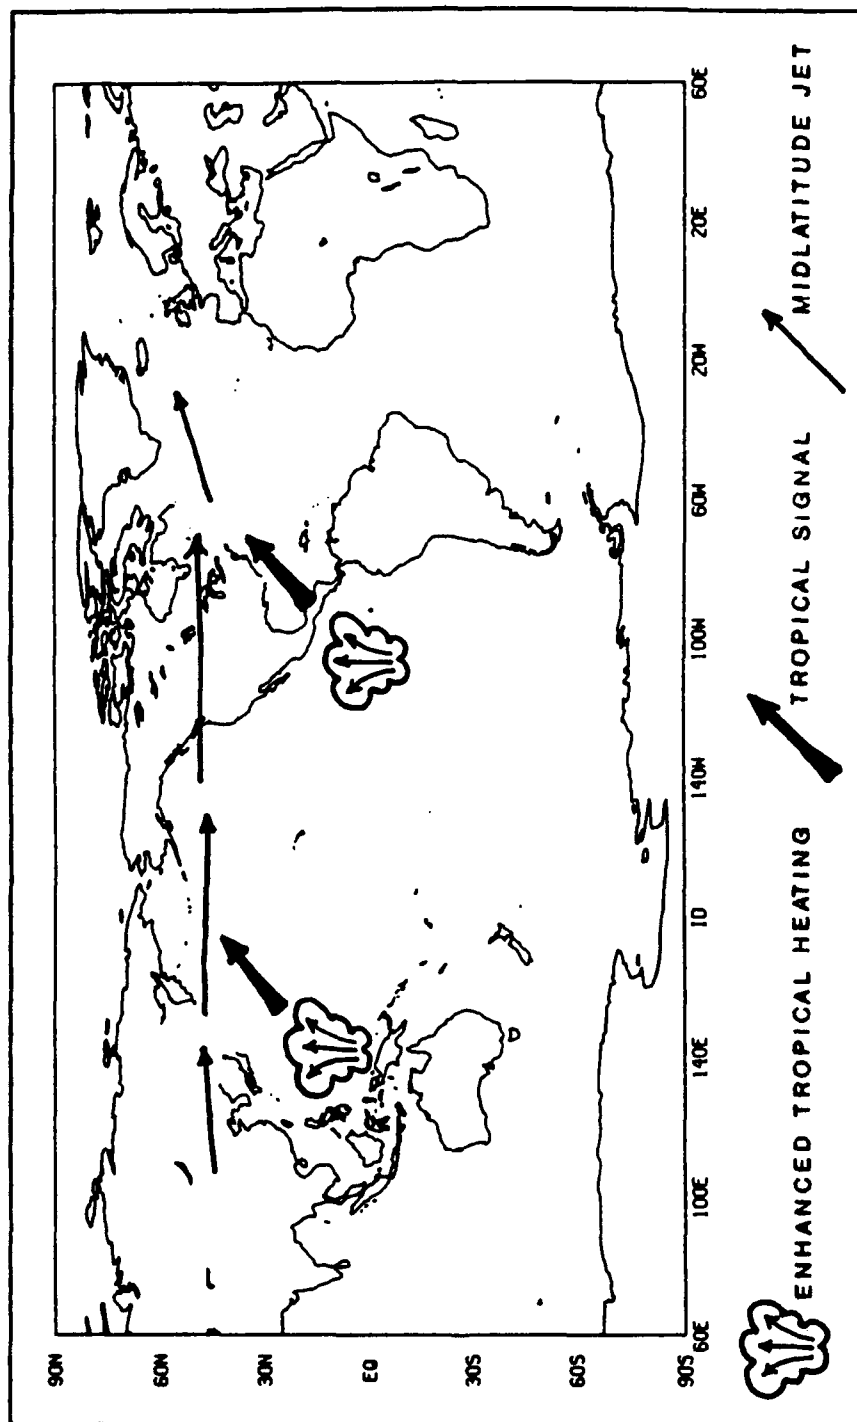 90N
60N
30N
EQ
30S
60S
90S
60E
100E
140E
ID
140W
100W
60W
20W
20E
60E
ENHANCED TROPICAL HEATING
TROPICAL SIGNAL
MIDLATITUDE JET